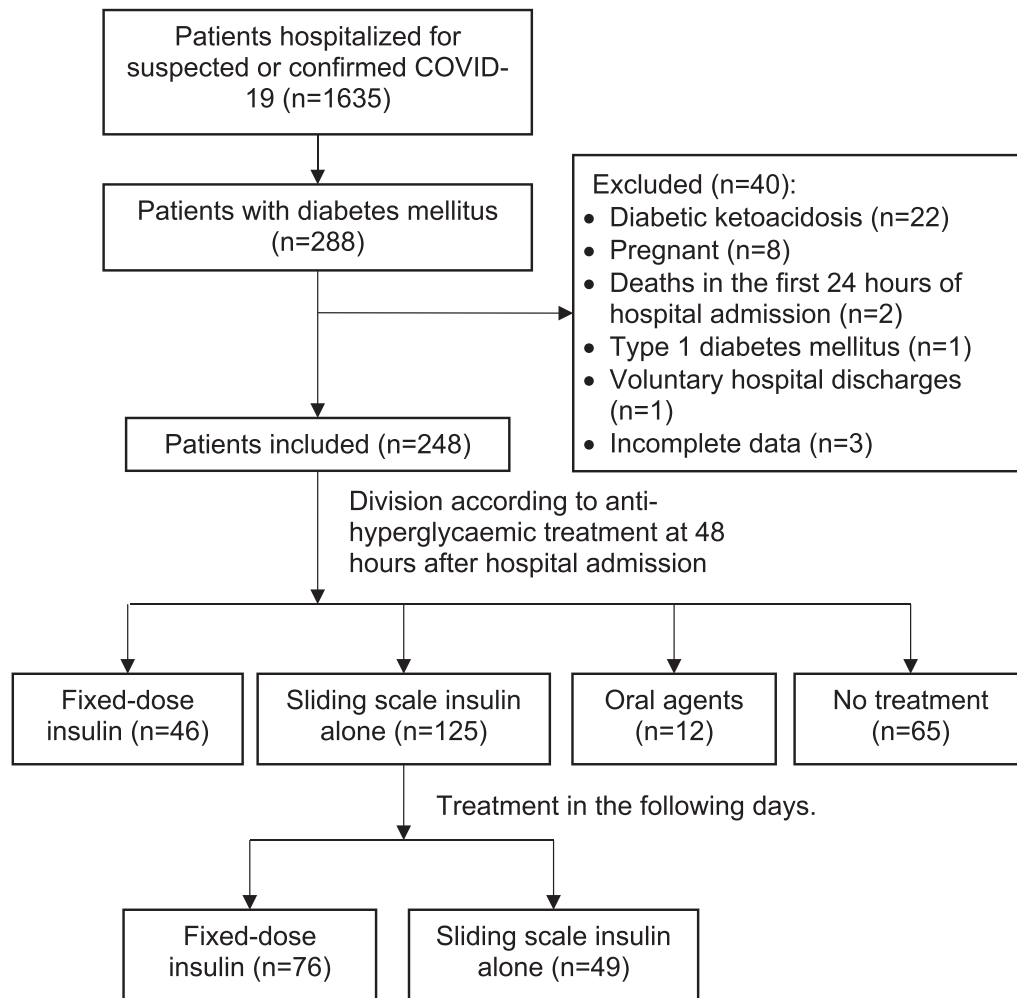 Patients hospitalized for
suspected or confirmed COVID-
19 (n=1635)
Patients with diabetes mellitus
(n=288)
Excluded (n=40):
• Diabetic ketoacidosis (n=22)
• Pregnant (n=8)
• Deaths in the first 24 hours of
hospital admission (n=2)
• Type 1 diabetes mellitus (n=1)
• Voluntary hospital discharges
(n=1)
• Incomplete data (n=3)
Patients included (n=248)
Division according to anti-
hyperglycaemic treatment at 48
hours after hospital admission
Fixed-dose
insulin (n=46)
Sliding scale insulin
alone (n=125)
Oral agents
(n=12)
No treatment
(n=65)
Treatment in the following days.
Fixed-dose
insulin (n=76)
Sliding scale insulin
alone (n=49)